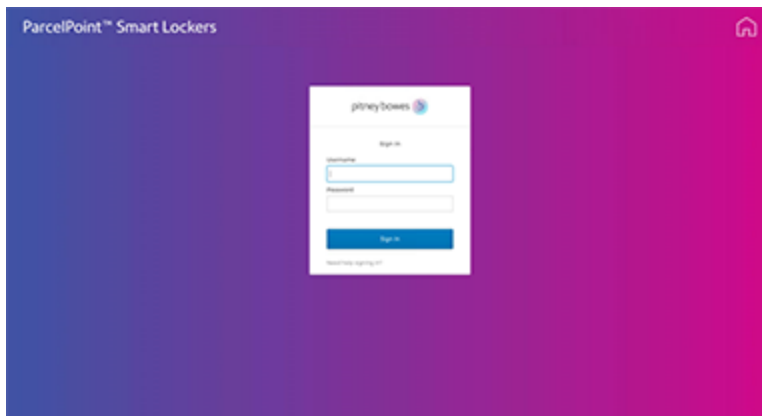 ParcelPoint™ Smart Lockers
pitney bowes
Sign In
Username
Password
Sign In
Need help signing in?